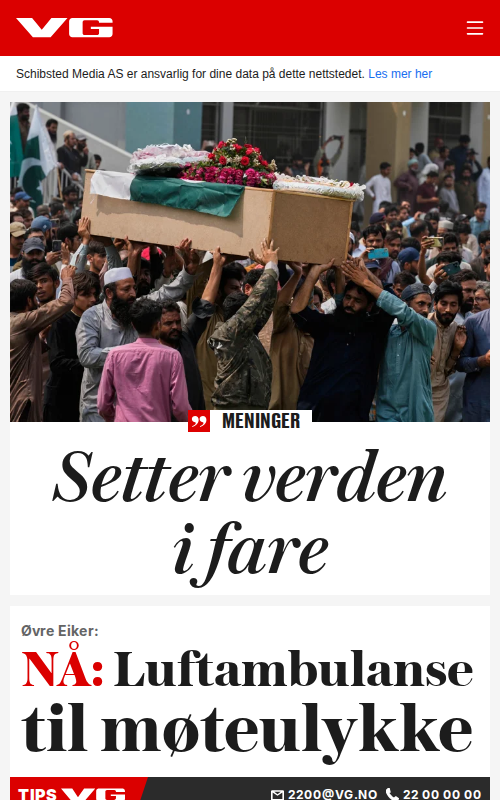 VG
Schibsted Media AS er ansvarlig for dine data på dette nettstedet. Les mer her
MENINGER
Setter verden
i fare
Øvre Eiker:
NÅ: Luftambulanse
til møteulykke
TIPS VG 2200@VG.NO 22 00 00 00